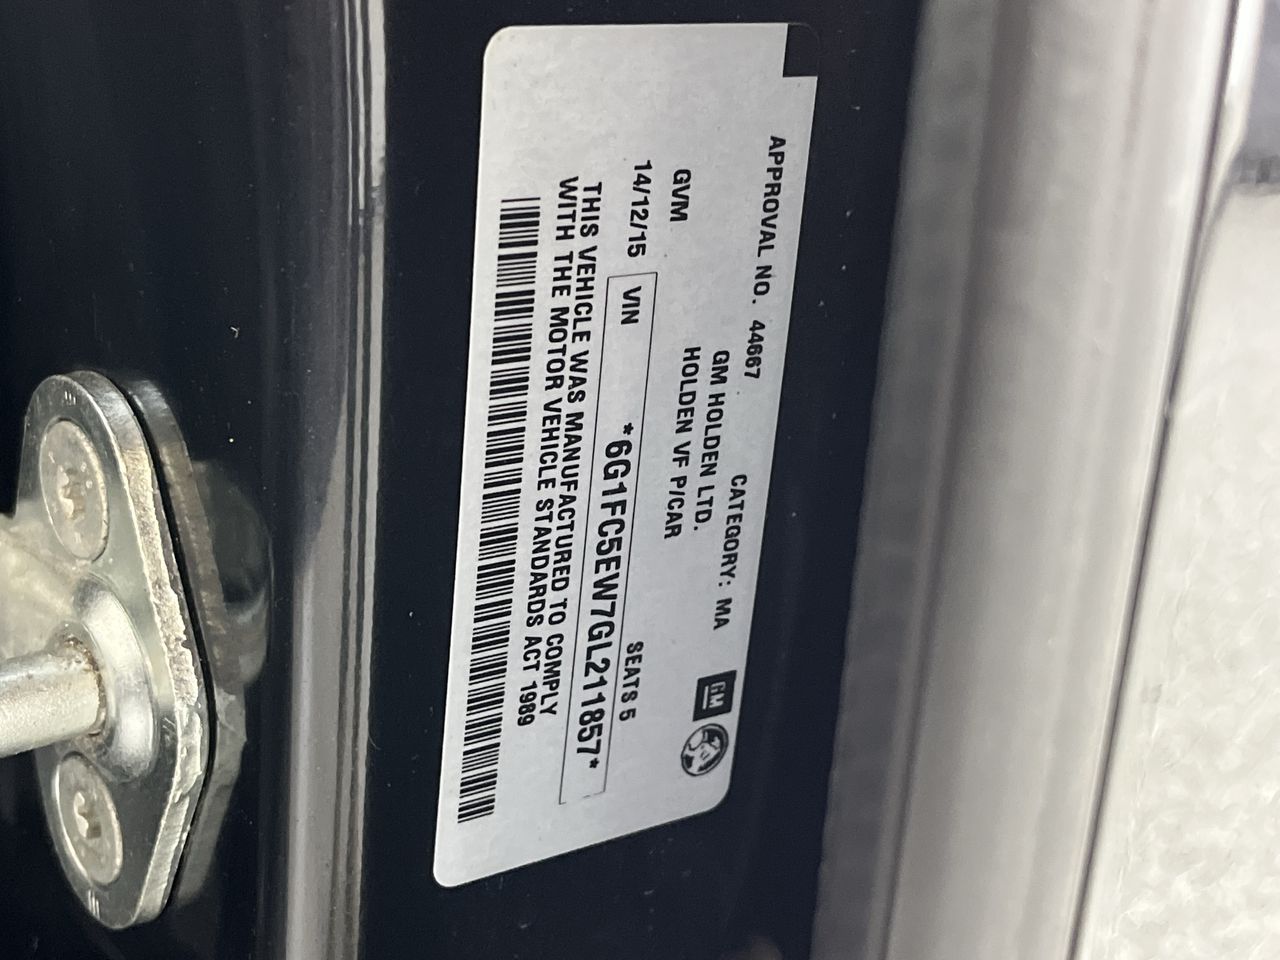 APPROVAL NO. 44667 CATEGORY: MA
GM HOLDEN LTD.
GVM HOLDEN VF P/CAR
GM
14/12/15 SEATS 5
VIN *6G1FC5EW7GL211857*
THIS VEHICLE WAS MANUFACTURED TO COMPLY
WITH THE MOTOR VEHICLE STANDARDS ACT 1989